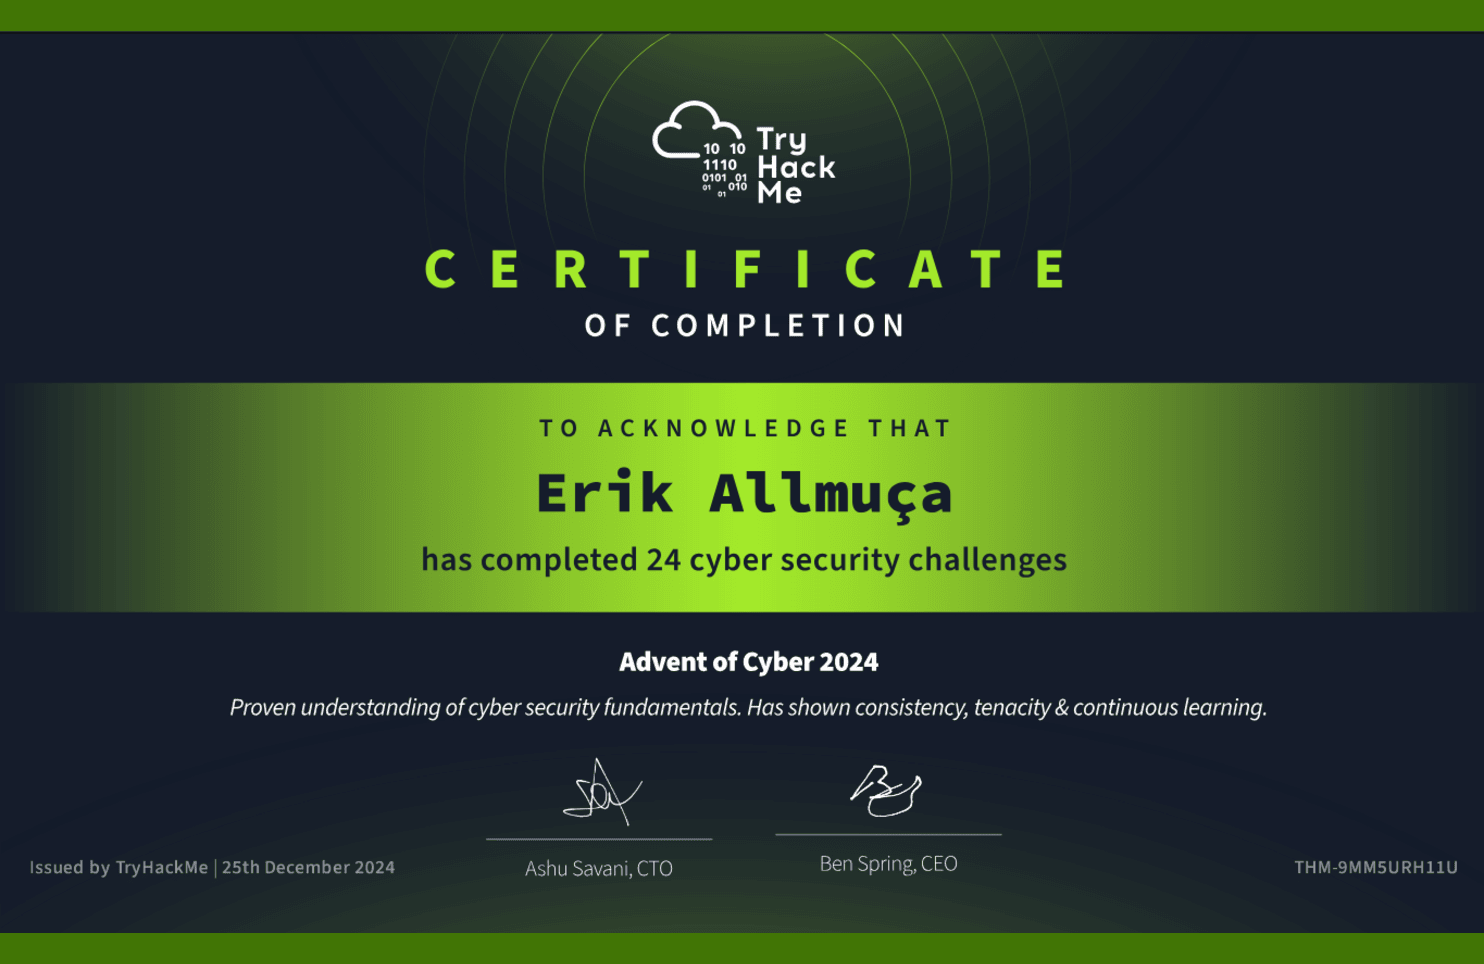 10 10
1110
0101 01
01 010
01
Try
Hack
Me
CERTIFICATE
OF COMPLETION
TO ACKNOWLEDGE THAT
Erik Allmuça
has completed 24 cyber security challenges
Advent of Cyber 2024
Proven understanding of cyber security fundamentals. Has shown consistency, tenacity & continuous learning.
Ashu Savani, CTO
Ben Spring, CEO
Issued by TryHackMe | 25th December 2024
THM-9MM5URH11U